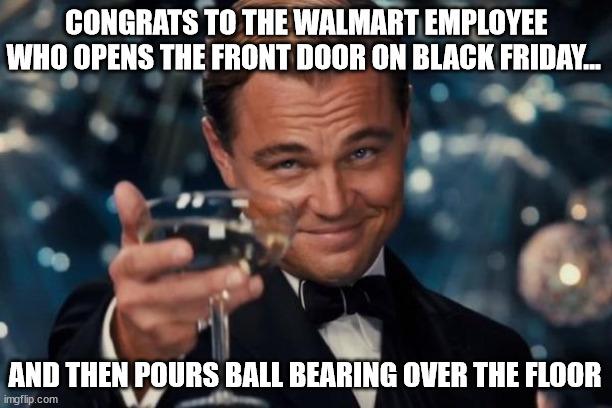 CONGRATS TO THE WALMART EMPLOYEE
WHO OPENS THE FRONT DOOR ON BLACK FRIDAY...
AND THEN POURS BALL BEARING OVER THE FLOOR
imgflip.com